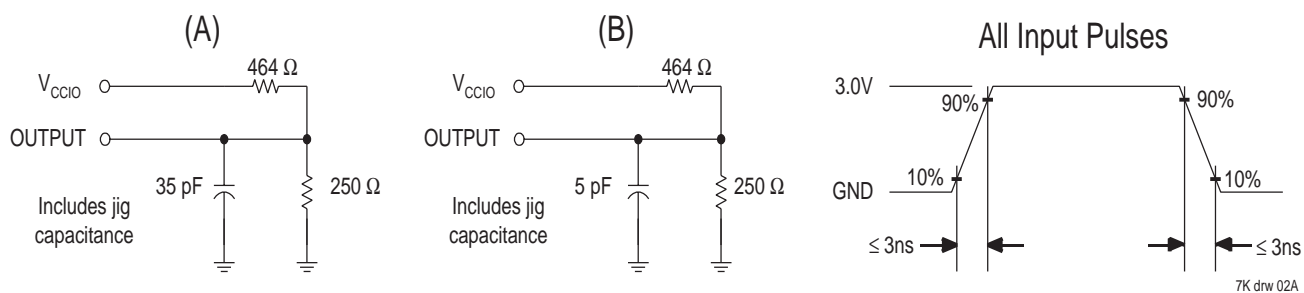 (A)
464 Ω
VCCIO
OUTPUT
35 pF
250 Ω
Includes jig
capacitance
(B)
464 Ω
VCCIO
OUTPUT
5 pF
250 Ω
Includes jig
capacitance
All Input Pulses
3.0V
90%
90%
10%
10%
GND
≤ 3ns
≤ 3ns
7K drw 02A